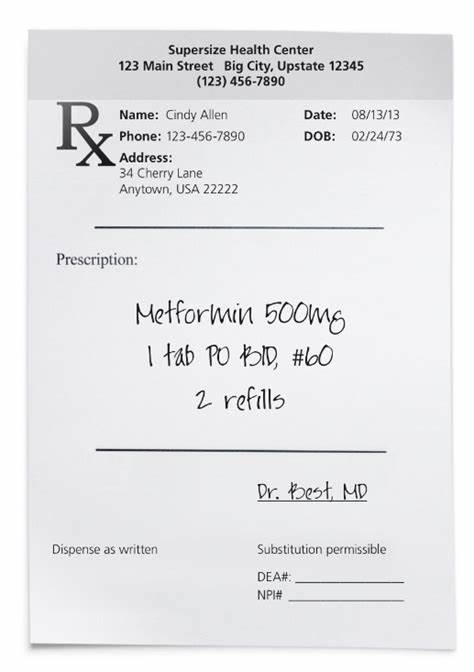 Supersize Health Center
123 Main Street Big City, Upstate 12345
(123) 456-7890
Rx
Name: Cindy Allen Date: 08/13/13
Phone: 123-456-7890 DOB: 02/24/73
Address:
34 Cherry Lane
Anytown, USA 22222
Prescription:
Metformin 500mg
1 tab PO BID, #60
2 refills
Dr. Best, MD
Dispense as written Substitution permissible
DEA#:
NPI#